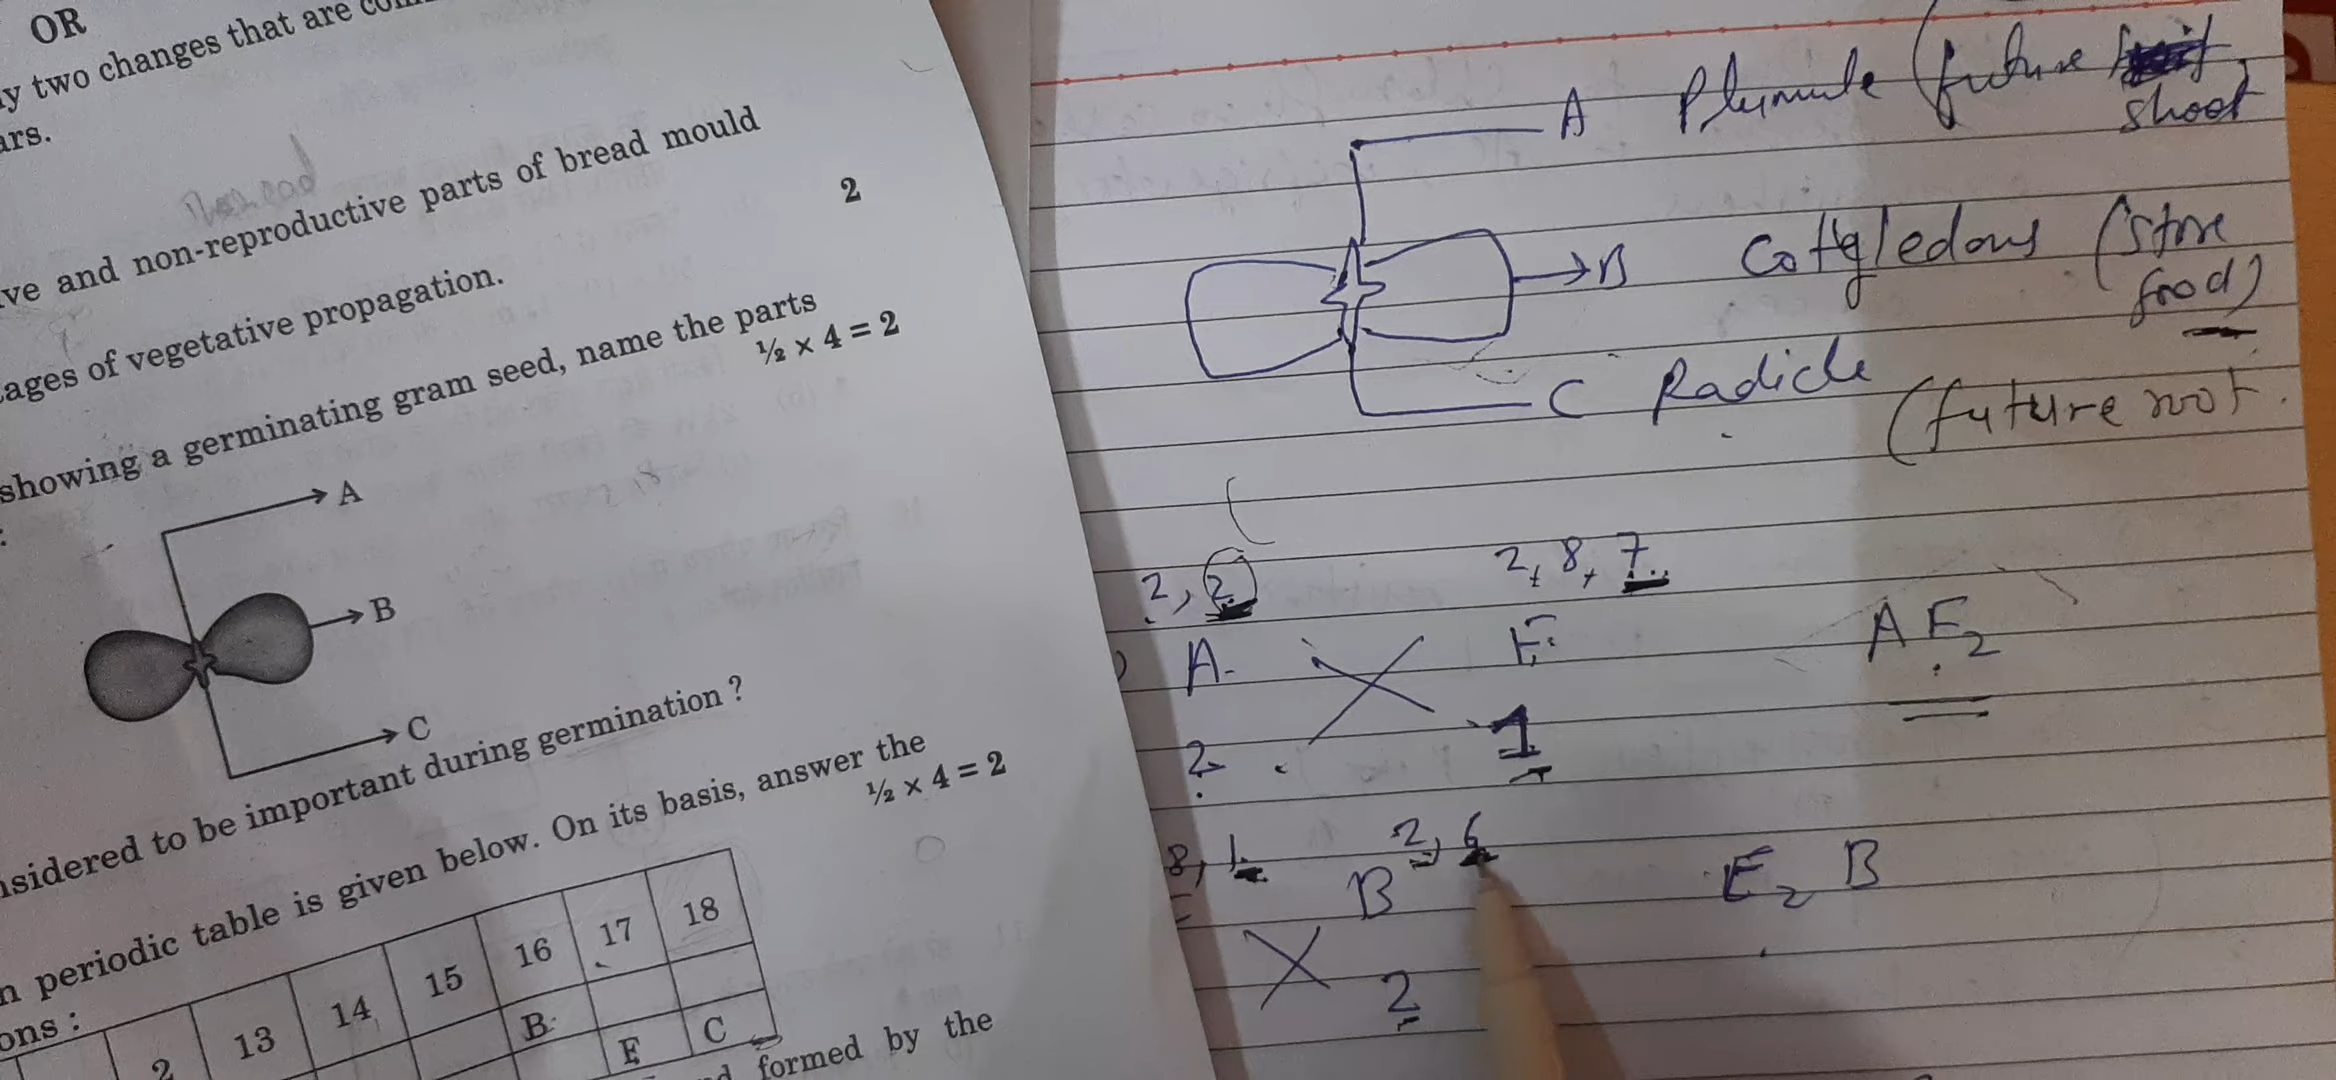 OR
y two changes that are
ars.
ve and non-reproductive parts of bread mould
2
ages of vegetative propagation.
showing a germinating gram seed, name the parts
½ × 4 = 2
:
A
B
C
nsidered to be important during germination ?
n periodic table is given below. On its basis, answer the
½ × 4 = 2
ons :
2 13 14 15 16 17 18
B
E C
formed by the
A Plumule (future
shoot
B Cotyledons (store
food)
C Radicle
(future root.
2, 2 2, 8, 7
A E AE2
2 1
8, 1 2, 6
B E2 B
2